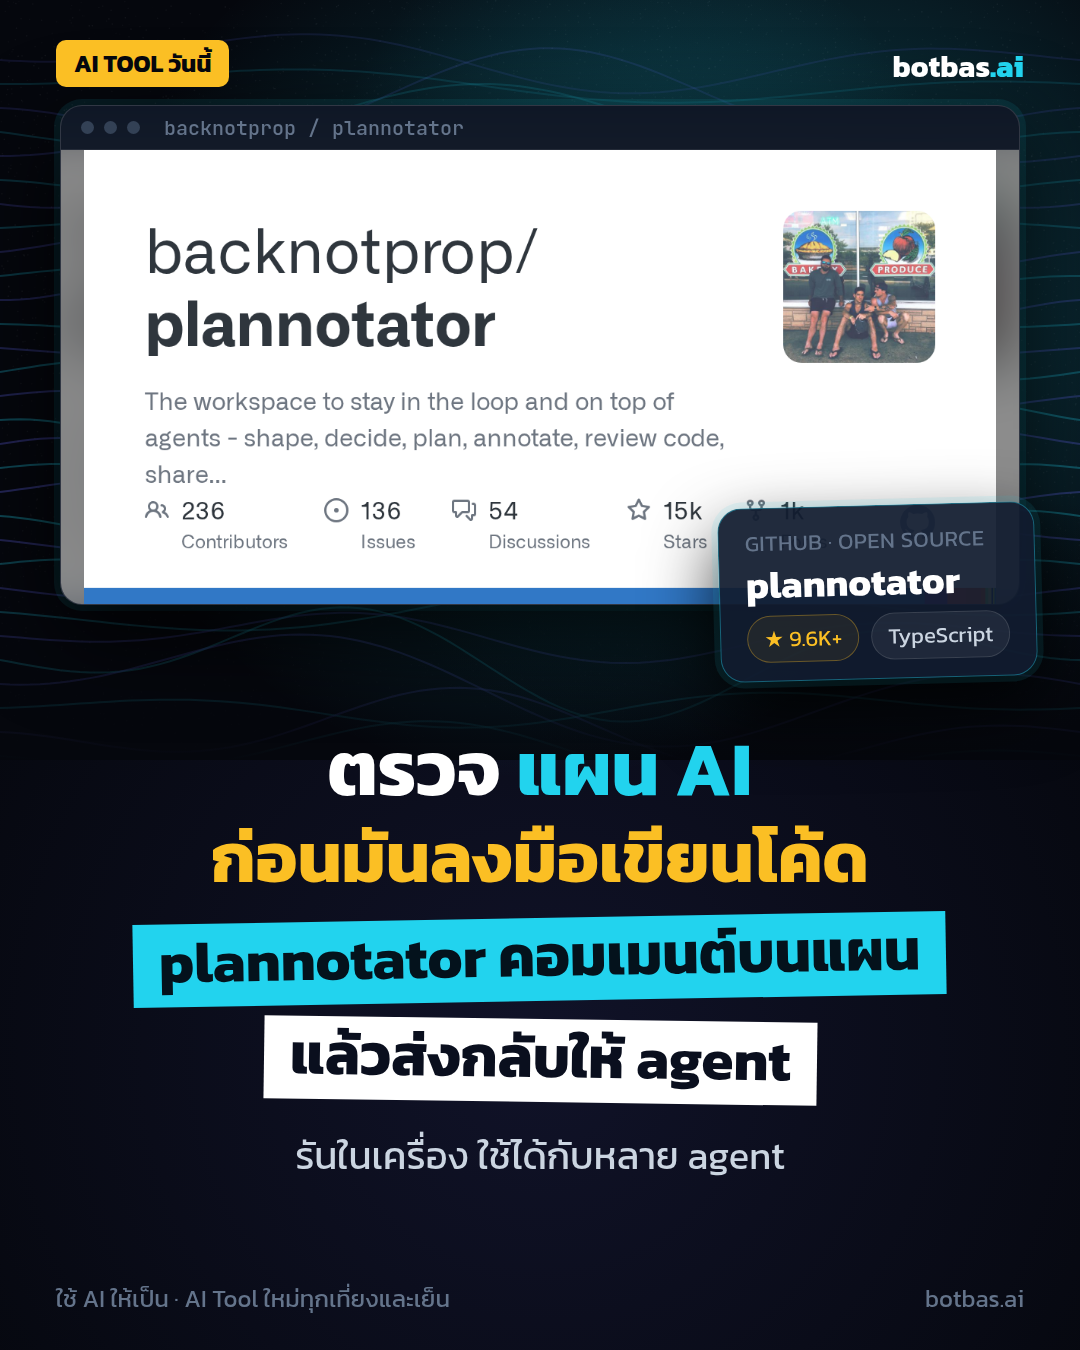 AI TOOL วันนี้
botbas.ai
backnotprop / plannotator
backnotprop/
plannotator
BAKERY
PRODUCE
The workspace to stay in the loop and on top of
agents - shape, decide, plan, annotate, review code,
share...
236
Contributors
136
Issues
54
Discussions
15k
Stars
1k
GITHUB · OPEN SOURCE
plannotator
★ 9.6K+
TypeScript
ตรวจ แผน AI
ก่อนมันลงมือเขียนโค้ด
plannotator คอมเมนต์บนแผน
แล้วส่งกลับให้ agent
รันในเครื่อง ใช้ได้กับหลาย agent
ใช้ AI ให้เป็น · AI Tool ใหม่ทุกเที่ยงและเย็น
botbas.ai